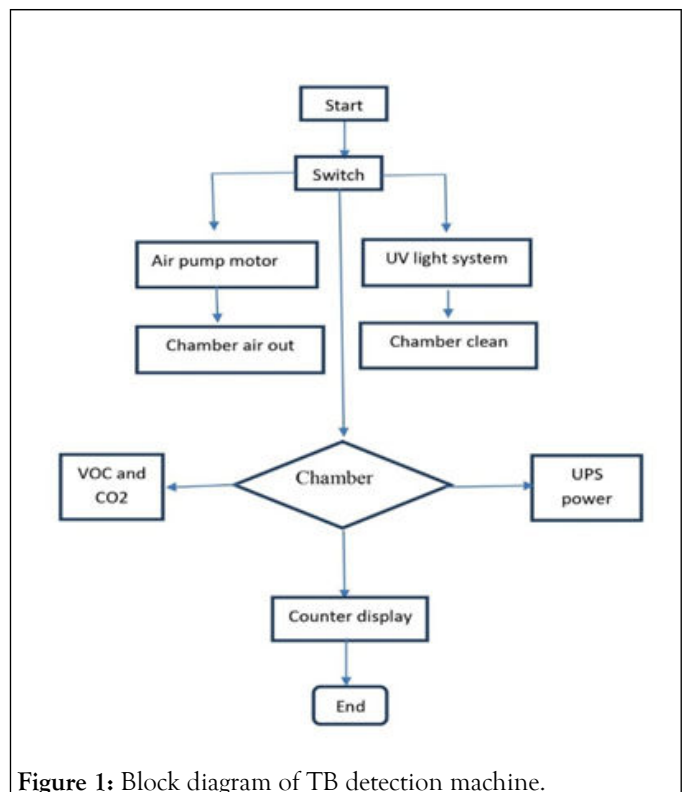 Start
Switch
Air pump motor
UV light system
Chamber air out
Chamber clean
VOC and
CO2
Chamber
UPS
power
Counter display
End
Figure 1: Block diagram of TB detection machine.